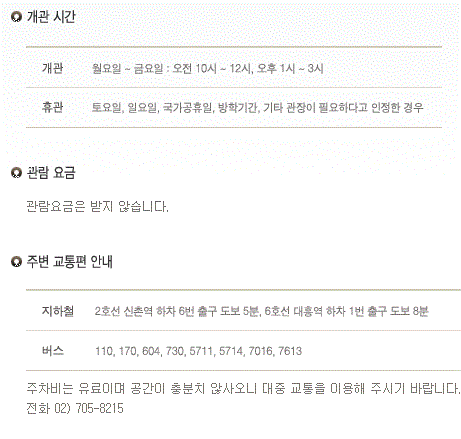 개관 시간
개관 월요일 ~ 금요일 : 오전 10시 ~ 12시, 오후 1시 ~ 3시
휴관 토요일, 일요일, 국가공휴일, 방학기간, 기타 관장이 필요하다고 인정한 경우
관람 요금
관람요금은 받지 않습니다.
주변 교통편 안내
지하철 2호선 신촌역 하차 6번 출구 도보 5분, 6호선 대흥역 하차 1번 출구 도보 8분
버스 110, 170, 604, 730, 5711, 5714, 7016, 7613
주차비는 유료이며 공간이 충분치 않사오니 대중 교통을 이용해 주시기 바랍니다.
전화 02) 705-8215